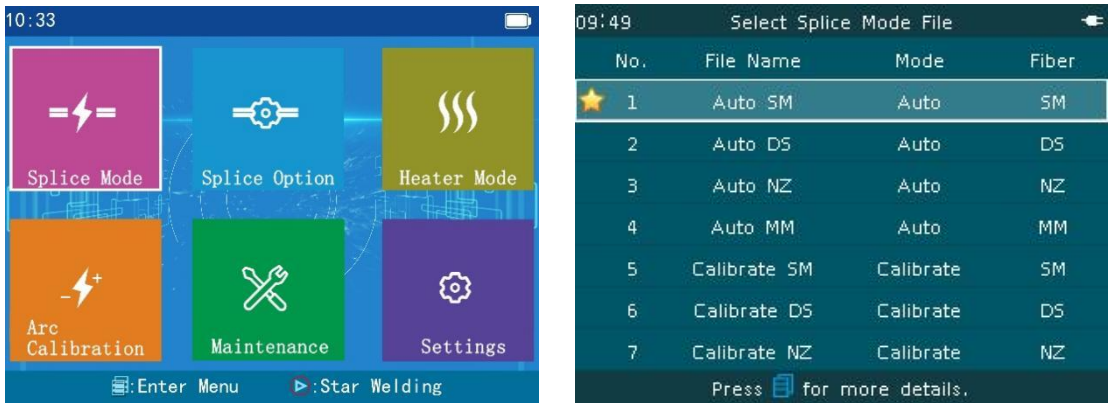 10:33
Splice Mode
Splice Option
Heater Mode
Arc
Calibration
Maintenance
Settings
:Enter Menu :Star Welding
09:49 Select Splice Mode File
No. File Name Mode Fiber
1 Auto SM Auto SM
2 Auto DS Auto DS
3 Auto NZ Auto NZ
4 Auto MM Auto MM
5 Calibrate SM Calibrate SM
6 Calibrate DS Calibrate DS
7 Calibrate NZ Calibrate NZ
Press for more details.